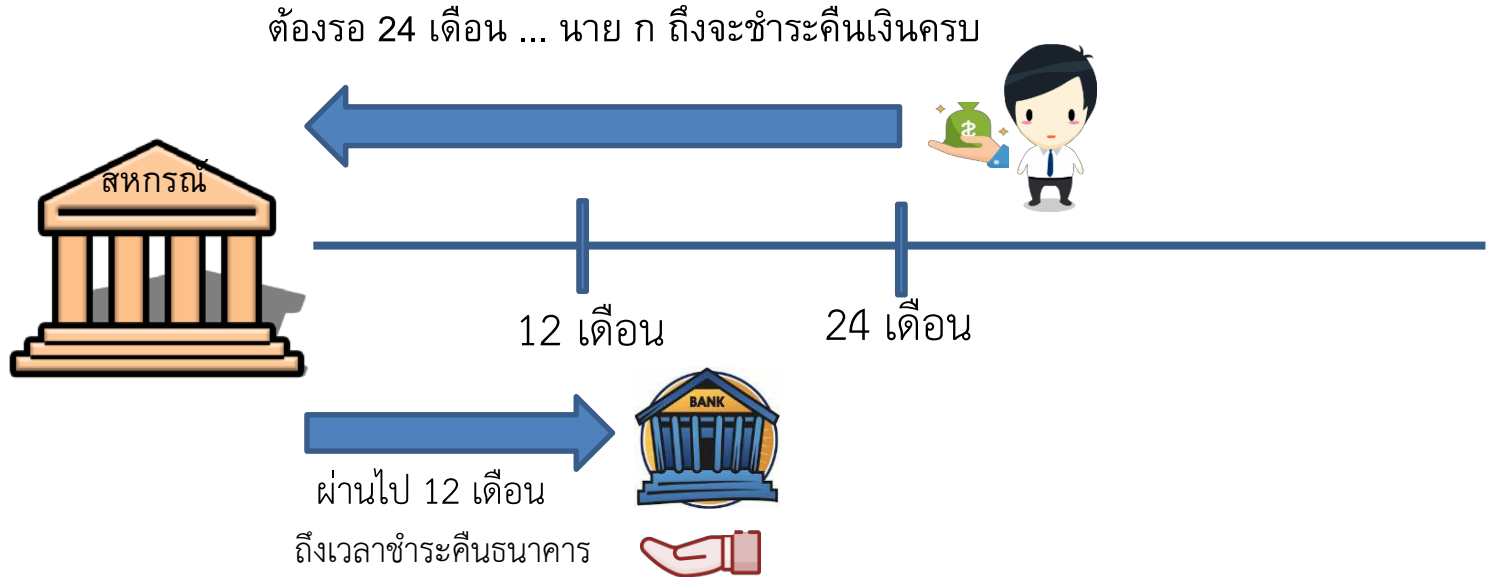 ต้องรอ 24 เดือน ... นาย ก ถึงจะชำระคืนเงินครบ
สหกรณ์
12 เดือน
24 เดือน
BANK
ผ่านไป 12 เดือน
ถึงเวลาชำระคืนธนาคาร